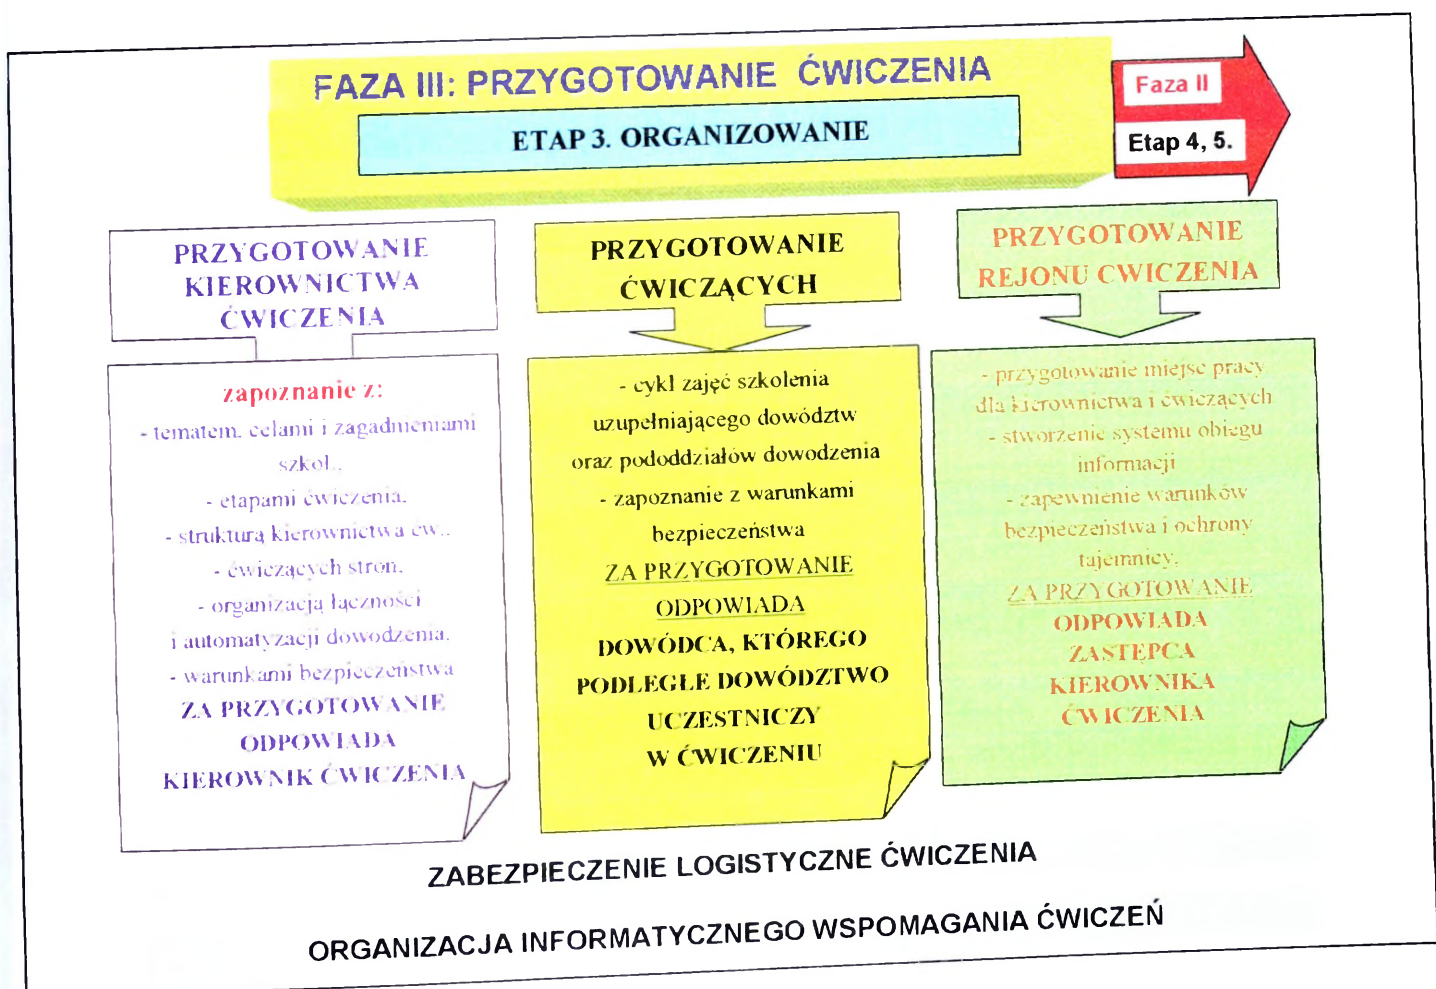 FAZA III: PRZYGOTOWANIE ĆWICZENIA
ETAP 3. ORGANIZOWANIE
Faza II
Etap 4, 5.
PRZYGOTOWANIE
KIEROWNICTWA
ĆWICZENIA
zapoznanie z:
- tematem, celami i zagadnieniami
szkol..
- etapami ćwiczenia,
- strukturą kierownictwa ćw..
- ćwiczących stron,
- organizacją łączności
i automatyzacji dowodzenia,
- warunkami bezpieczeństwa
ZA PRZYGOTOWANIE
ODPOWIADA
KIEROWNIK ĆWICZENIA
PRZYGOTOWANIE
ĆWICZĄCYCH
- cykl zajęć szkolenia
uzupełniającego dowództw
oraz pododdziałów dowodzenia
- zapoznanie z warunkami
bezpieczeństwa
ZA PRZYGOTOWANIE
ODPOWIADA
DOWÓDCA, KTÓREGO
PODLEGŁE DOWÓDZTWO
UCZESTNICZY
W ĆWICZENIU
PRZYGOTOWANIE
REJONU CWICZENIA
- przygotowanie miejsc pracy
dla kierownictwa i ćwiczących
- stworzenie systemu obiegu
informacji
- zapewnienie warunków
bezpieczeństwa i ochrony
tajemnicy.
ZA PRZYGOTOWANIE
ODPOWIADA
ZASTĘPCA
KIEROWNIKA
ĆWICZENIA
ZABEZPIECZENIE LOGISTYCZNE ĆWICZENIA
ORGANIZACJA INFORMATYCZNEGO WSPOMAGANIA ĆWICZEŃ